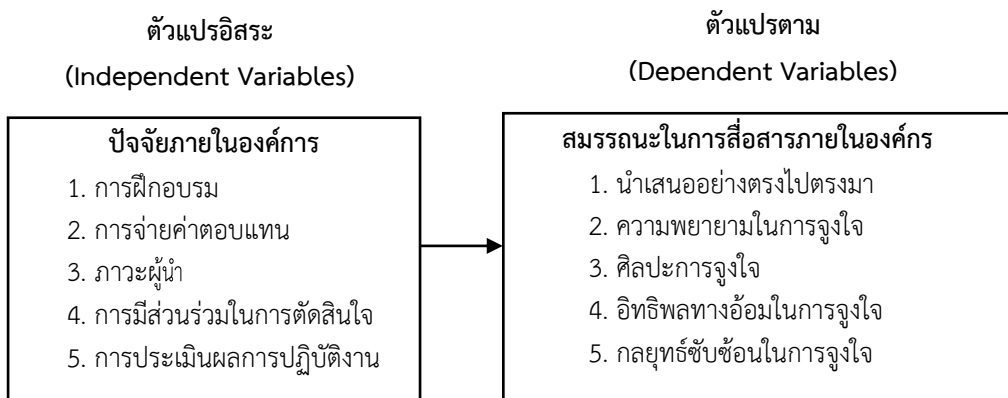 ตัวแปรอิสระ
(Independent Variables)
ปัจจัยภายในองค์การ
1. การฝึกอบรม
2. การจ่ายค่าตอบแทน
3. ภาวะผู้นำ
4. การมีส่วนร่วมในการตัดสินใจ
5. การประเมินผลการปฏิบัติงาน
ตัวแปรตาม
(Dependent Variables)
สมรรถนะในการสื่อสารภายในองค์กร
1. นำเสนออย่างตรงไปตรงมา
2. ความพยายามในการจูงใจ
3. ศิลปะการจูงใจ
4. อิทธิพลทางอ้อมในการจูงใจ
5. กลยุทธ์ซับซ้อนในการจูงใจ